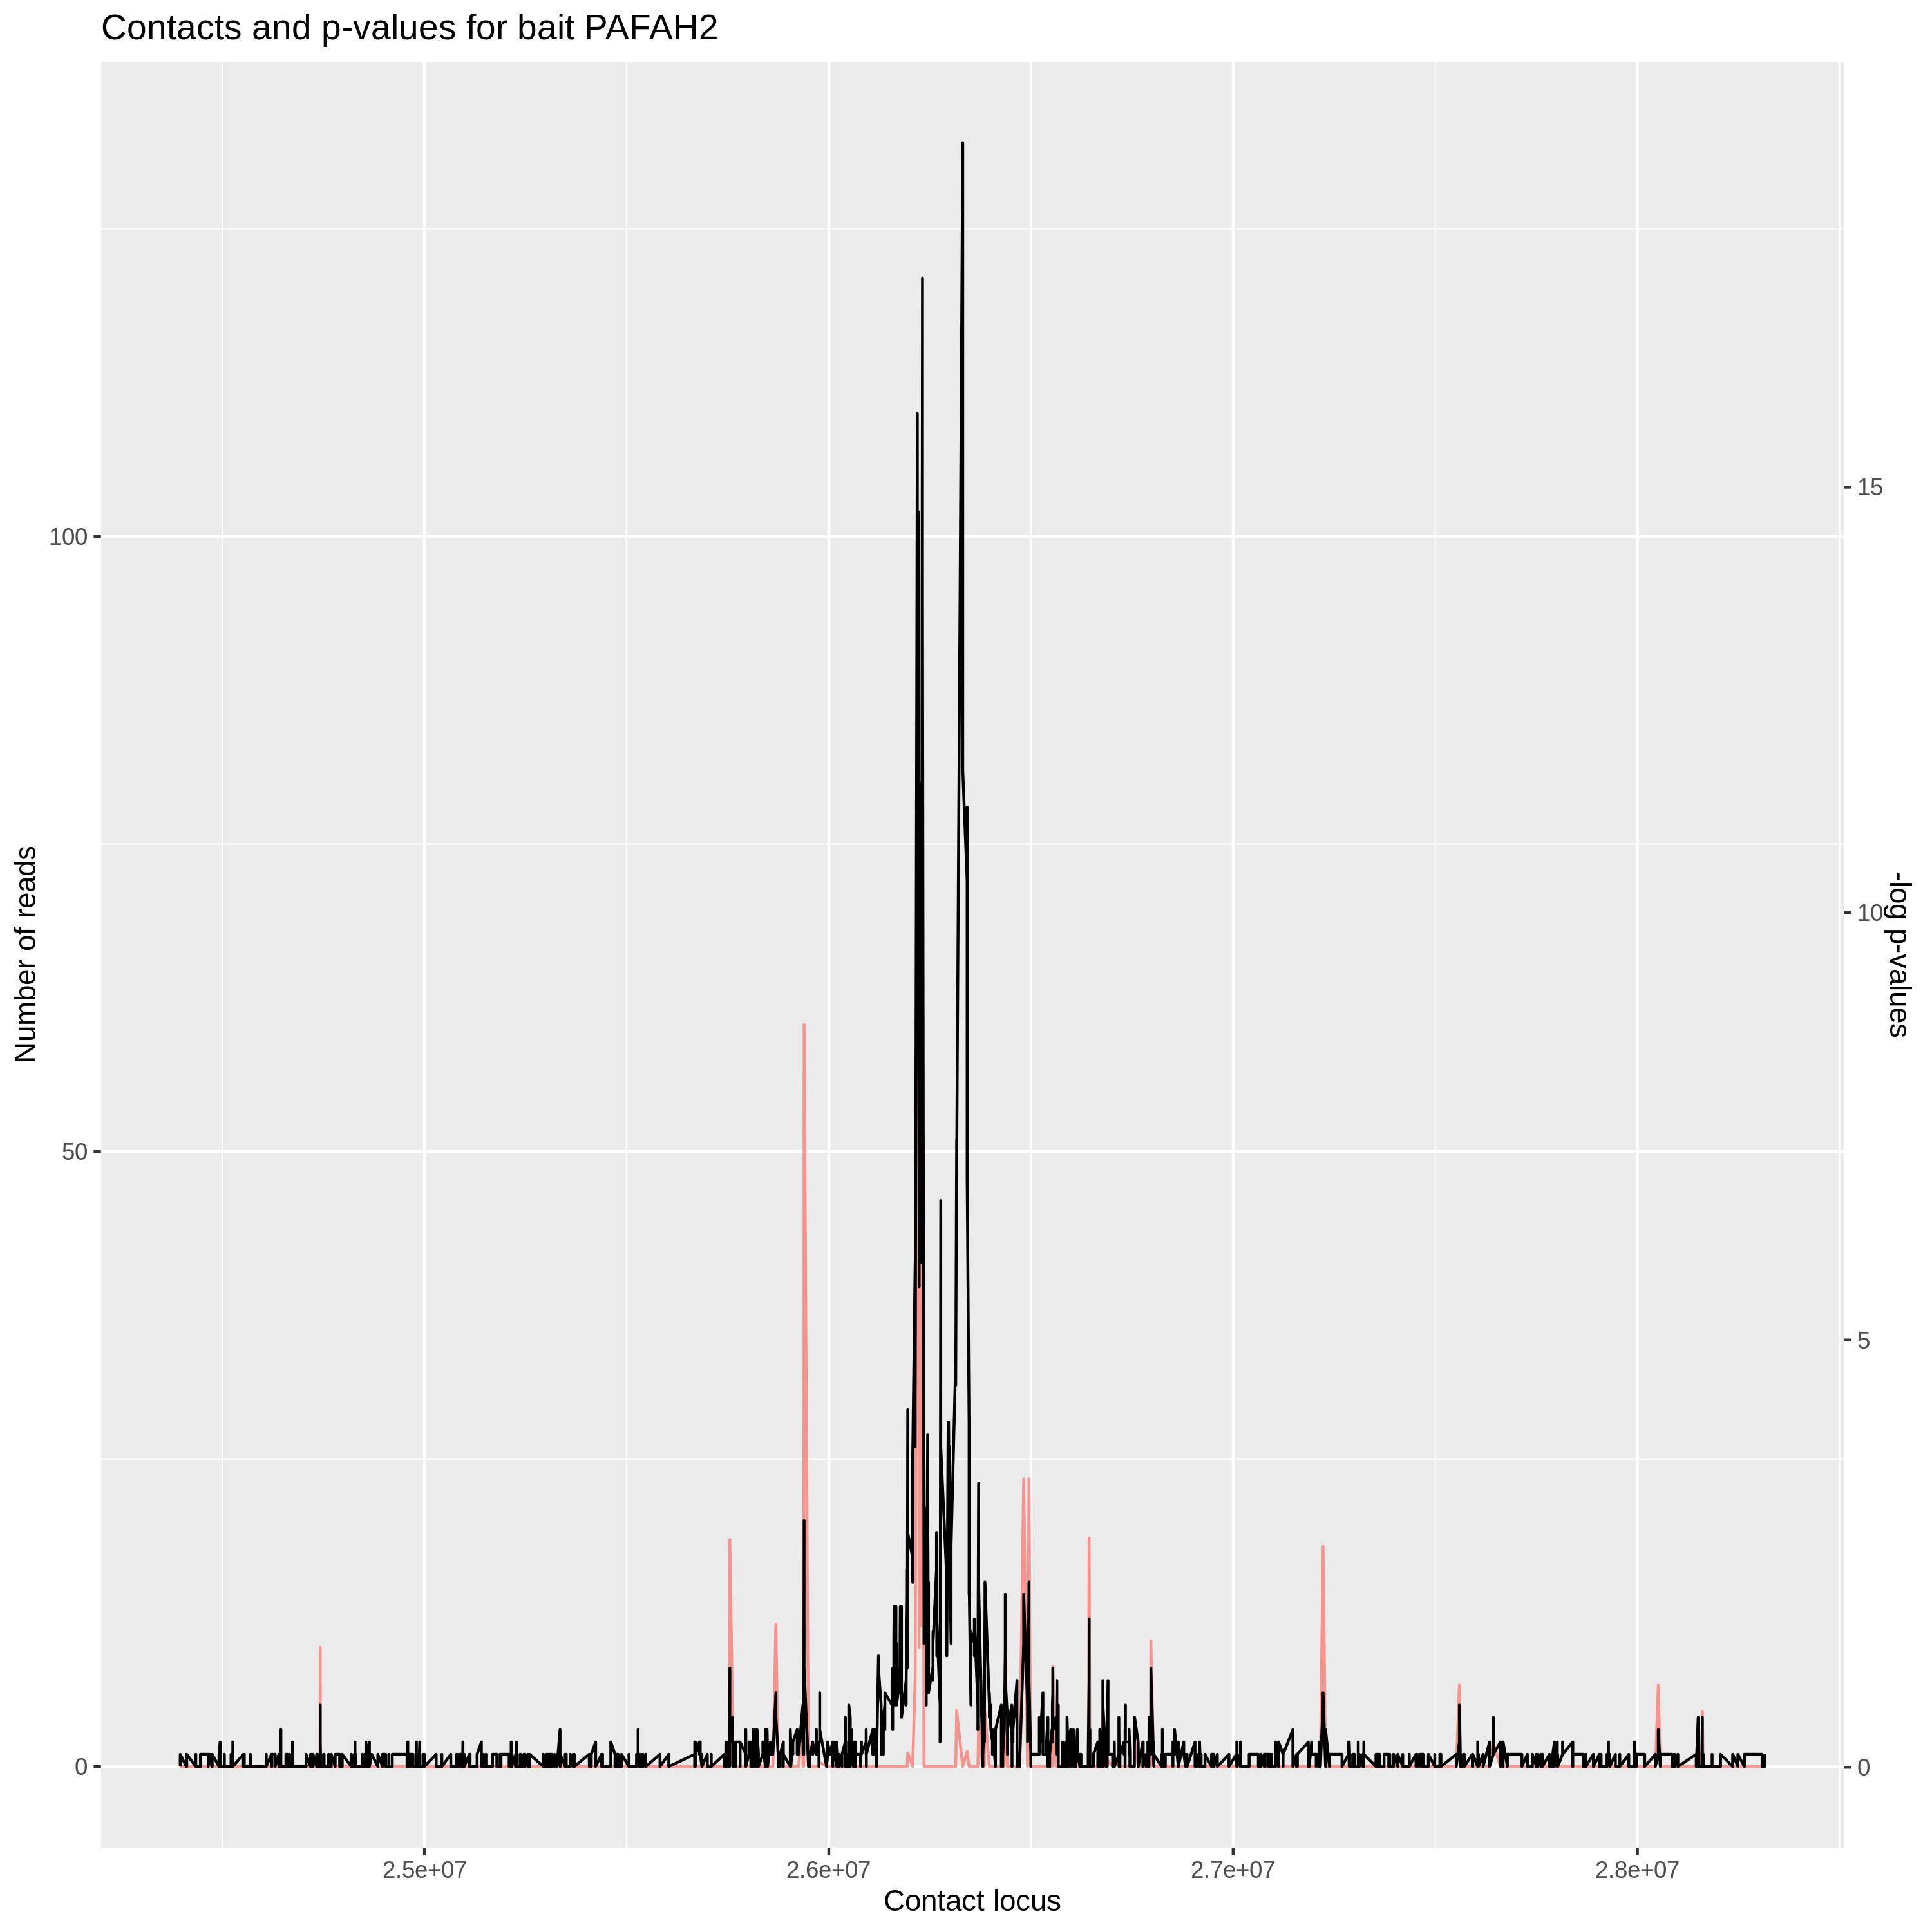 Contacts and p-values for bait PAFAH2
100
50
0
Number of reads
15
10
5
0
-log p-values
2.5e+07
2.6e+07
2.7e+07
2.8e+07
Contact locus